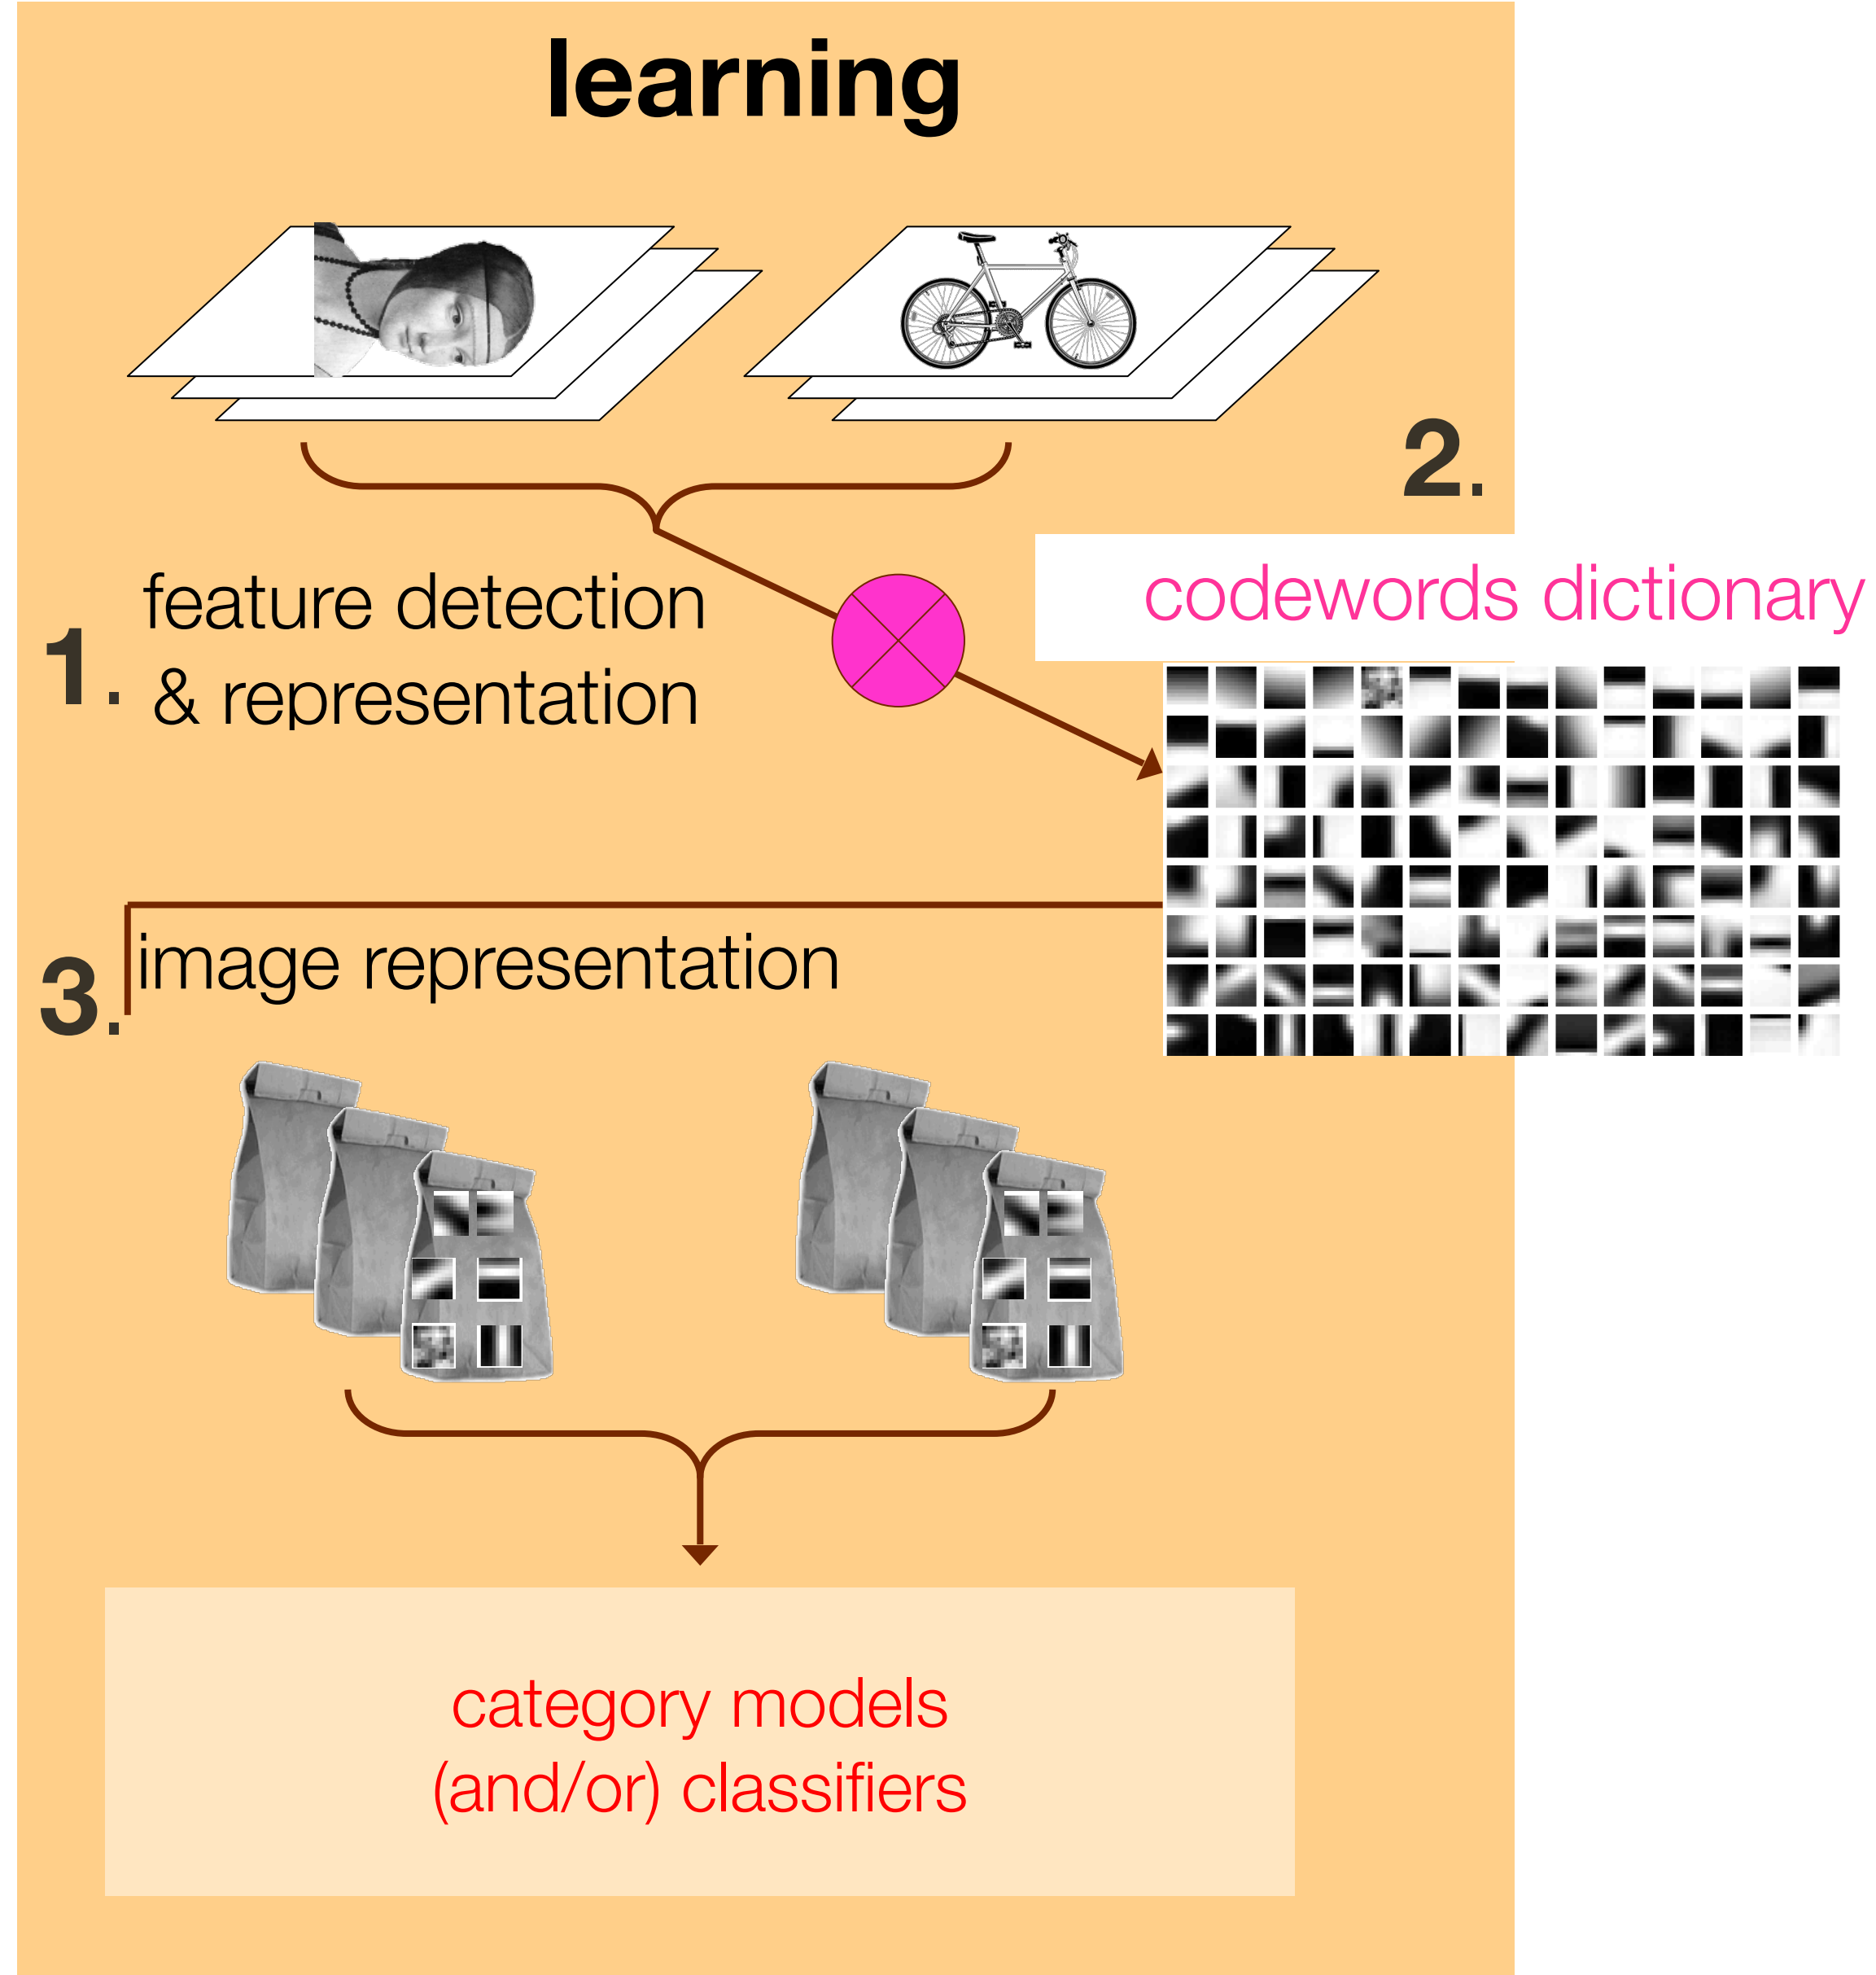 learning
2.
codewords dictionary
1.
feature detection
& representation
3.
image representation
category models
(and/or) classifiers